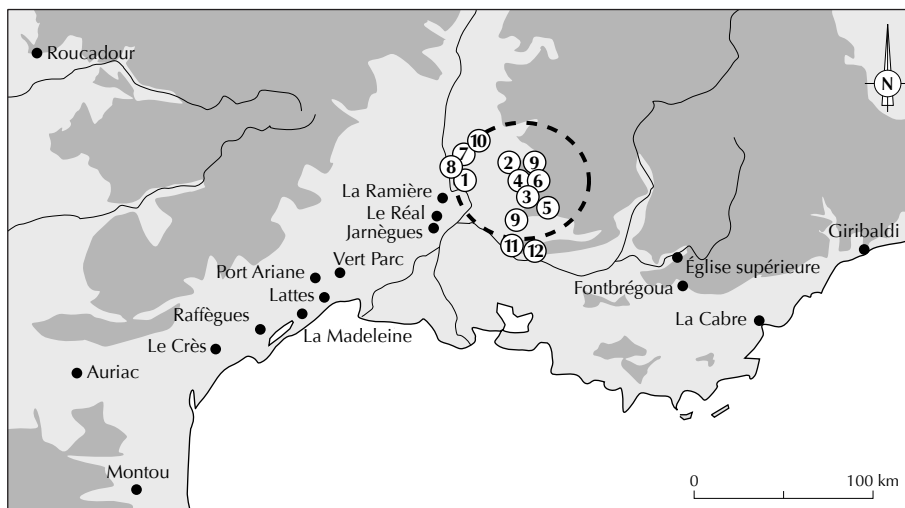 Roucadour
N
10
7
2
9
8
1
4
6
La Ramière
3
5
Le Réal
9
Jarnègues
Giribaldi
11
12
Vert Parc
Église supérieure
Port Ariane
Fontbrégoua
Lattes
Raffègues
La Cabre
La Madeleine
Le Crès
Auriac
Montou
0
100 km